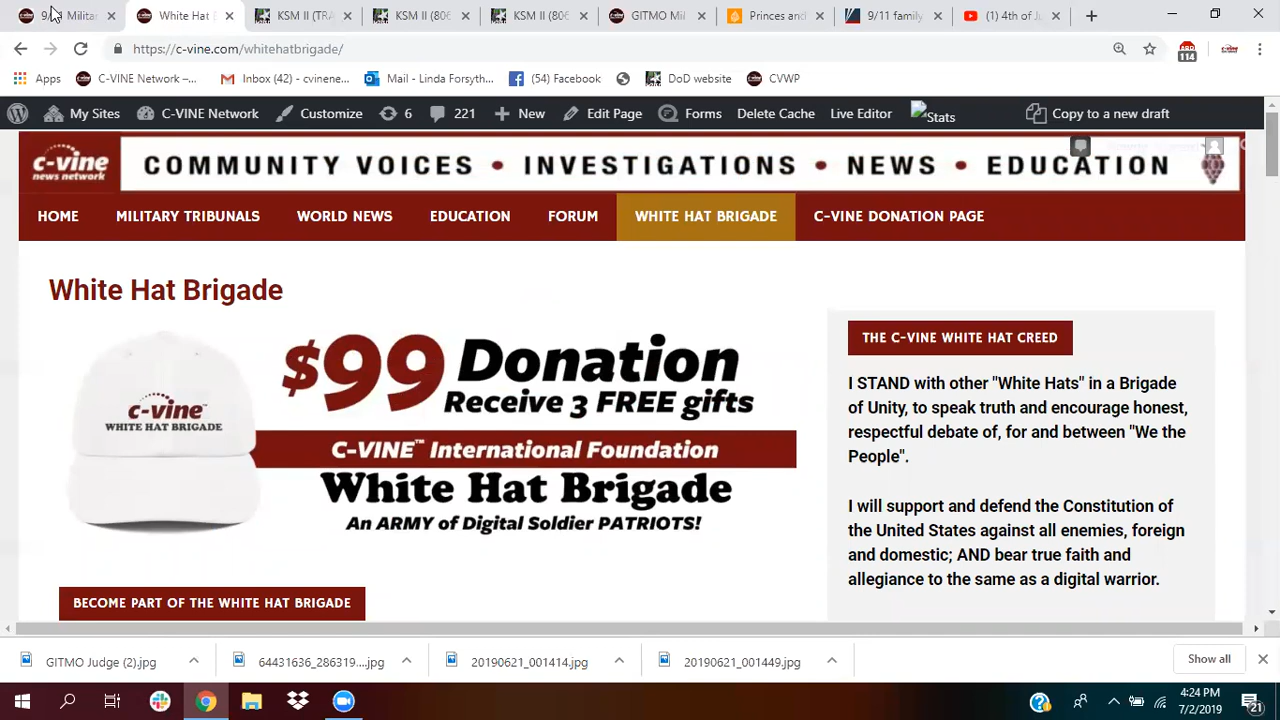 9/ Milita
White Hat B
KSM II (TRA
KSM II (806
KSM II (806
GITMO Mil
Princes and
9/11 family
(1) 4th of Ju
https://c-vine.com/whitehatbrigade/
114
Apps
C-VINE Network –...
Inbox (42) - cvinene...
Mail - Linda Forsyth...
(54) Facebook
DoD website
CVWP
My Sites
C-VINE Network
Customize
6
221
New
Edit Page
Forms
Delete Cache
Live Editor
Stats
Copy to a new draft
c-vine
news network
COMMUNITY VOICES • INVESTIGATIONS • NEWS • EDUCATION
HOME
MILITARY TRIBUNALS
WORLD NEWS
EDUCATION
FORUM
WHITE HAT BRIGADE
C-VINE DONATION PAGE
White Hat Brigade
c-vine™
WHITE HAT BRIGADE
$99 Donation
Receive 3 FREE gifts
C-VINE™ International Foundation
White Hat Brigade
An ARMY of Digital Soldier PATRIOTS!
BECOME PART OF THE WHITE HAT BRIGADE
THE C-VINE WHITE HAT CREED
I STAND with other "White Hats" in a Brigade
of Unity, to speak truth and encourage honest,
respectful debate of, for and between "We the
People".
I will support and defend the Constitution of
the United States against all enemies, foreign
and domestic; AND bear true faith and
allegiance to the same as a digital warrior.
GITMO Judge (2).jpg
64431636_286319....jpg
20190621_001414.jpg
20190621_001449.jpg
Show all
4:24 PM
7/2/2019
21